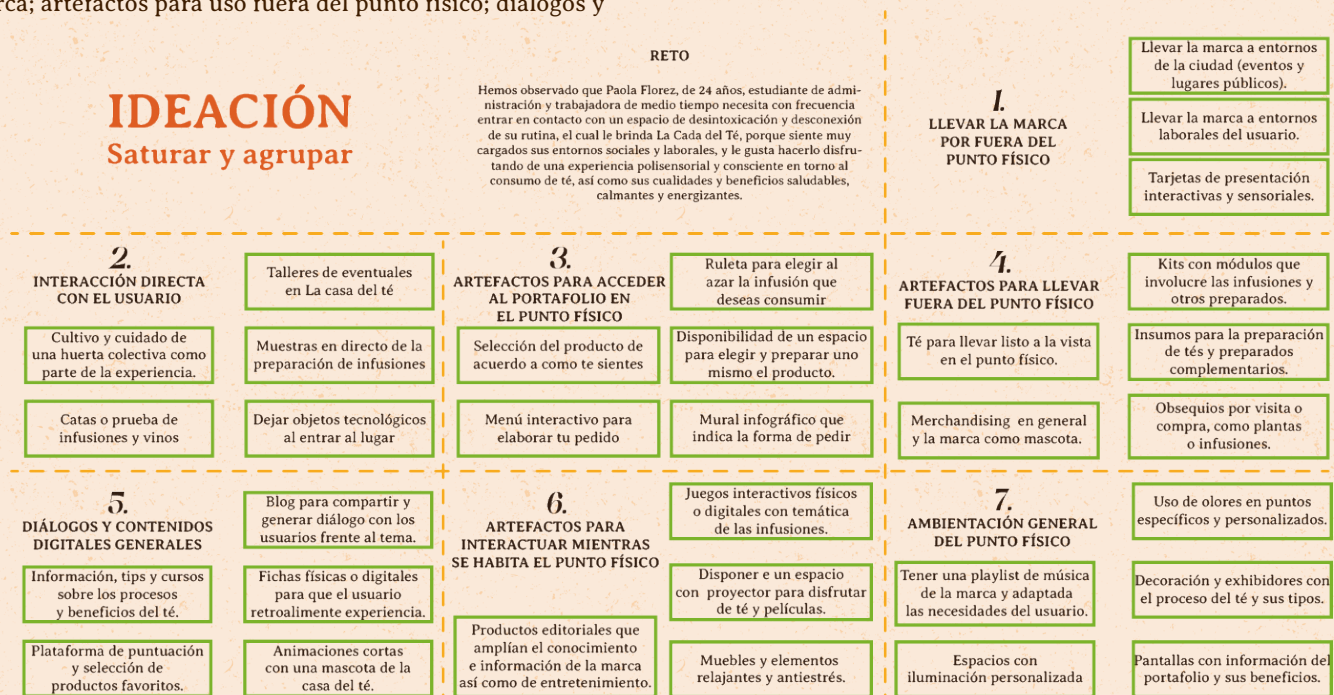 rca; artefactos para uso fuera del punto físico; diálogos y
IDEACIÓN
Saturar y agrupar
RETO
Hemos observado que Paola Florez, de 24 años, estudiante de admi-
nistración y trabajadora de medio tiempo necesita con frecuencia
entrar en contacto con un espacio de desintoxicación y desconexión
de su rutina, el cual le brinda La Cada del Té, porque siente muy
cargados sus entornos sociales y laborales, y le gusta hacerlo disfru-
tando de una experiencia polisensorial y consciente en torno al
consumo de té, así como sus cualidades y beneficios saludables,
calmantes y energizantes.
1.
LLEVAR LA MARCA
POR FUERA DEL
PUNTO FÍSICO
Llevar la marca a entornos
de la ciudad (eventos y
lugares públicos).
Llevar la marca a entornos
laborales del usuario.
Tarjetas de presentación
interactivas y sensoriales.
2.
INTERACCIÓN DIRECTA
CON EL USUARIO
Talleres de eventuales
en La casa del té
Cultivo y cuidado de
una huerta colectiva como
parte de la experiencia.
Muestras en directo de la
preparación de infusiones
Catas o prueba de
infusiones y vinos
Dejar objetos tecnológicos
al entrar al lugar
3.
ARTEFACTOS PARA ACCEDER
AL PORTAFOLIO EN
EL PUNTO FÍSICO
Ruleta para elegir al
azar la infusión que
deseas consumir
Selección del producto de
acuerdo a como te sientes
Disponibilidad de un espacio
para elegir y preparar uno
mismo el producto.
Menú interactivo para
elaborar tu pedido
Mural infográfico que
indica la forma de pedir
4.
ARTEFACTOS PARA LLEVAR
FUERA DEL PUNTO FÍSICO
Kits con módulos que
involucre las infusiones y
otros preparados.
Té para llevar listo a la vista
en el punto físico.
Insumos para la preparación
de tés y preparados
complementarios.
Merchandising en general
y la marca como mascota.
Obsequios por visita o
compra, como plantas
o infusiones.
5.
DIÁLOGOS Y CONTENIDOS
DIGITALES GENERALES
Blog para compartir y
generar diálogo con los
usuarios frente al tema.
Información, tips y cursos
sobre los procesos
y beneficios del té.
Fichas físicas o digitales
para que el usuario
retroalimente experiencia.
Plataforma de puntuación
y selección de
productos favoritos.
Animaciones cortas
con una mascota de la
casa del té.
6.
ARTEFACTOS PARA
INTERACTUAR MIENTRAS
SE HABITA EL PUNTO FÍSICO
Juegos interactivos físicos
o digitales con temática
de las infusiones.
Disponer e un espacio
con proyector para disfrutar
de té y películas.
Productos editoriales que
amplían el conocimiento
e información de la marca
así como de entretenimiento.
Muebles y elementos
relajantes y antiestrés.
7.
AMBIENTACIÓN GENERAL
DEL PUNTO FÍSICO
Uso de olores en puntos
específicos y personalizados.
Tener una playlist de música
de la marca y adaptada
las necesidades del usuario.
Decoración y exhibidores con
el proceso del té y sus tipos.
Espacios con
iluminación personalizada
Pantallas con información del
portafolio y sus beneficios.